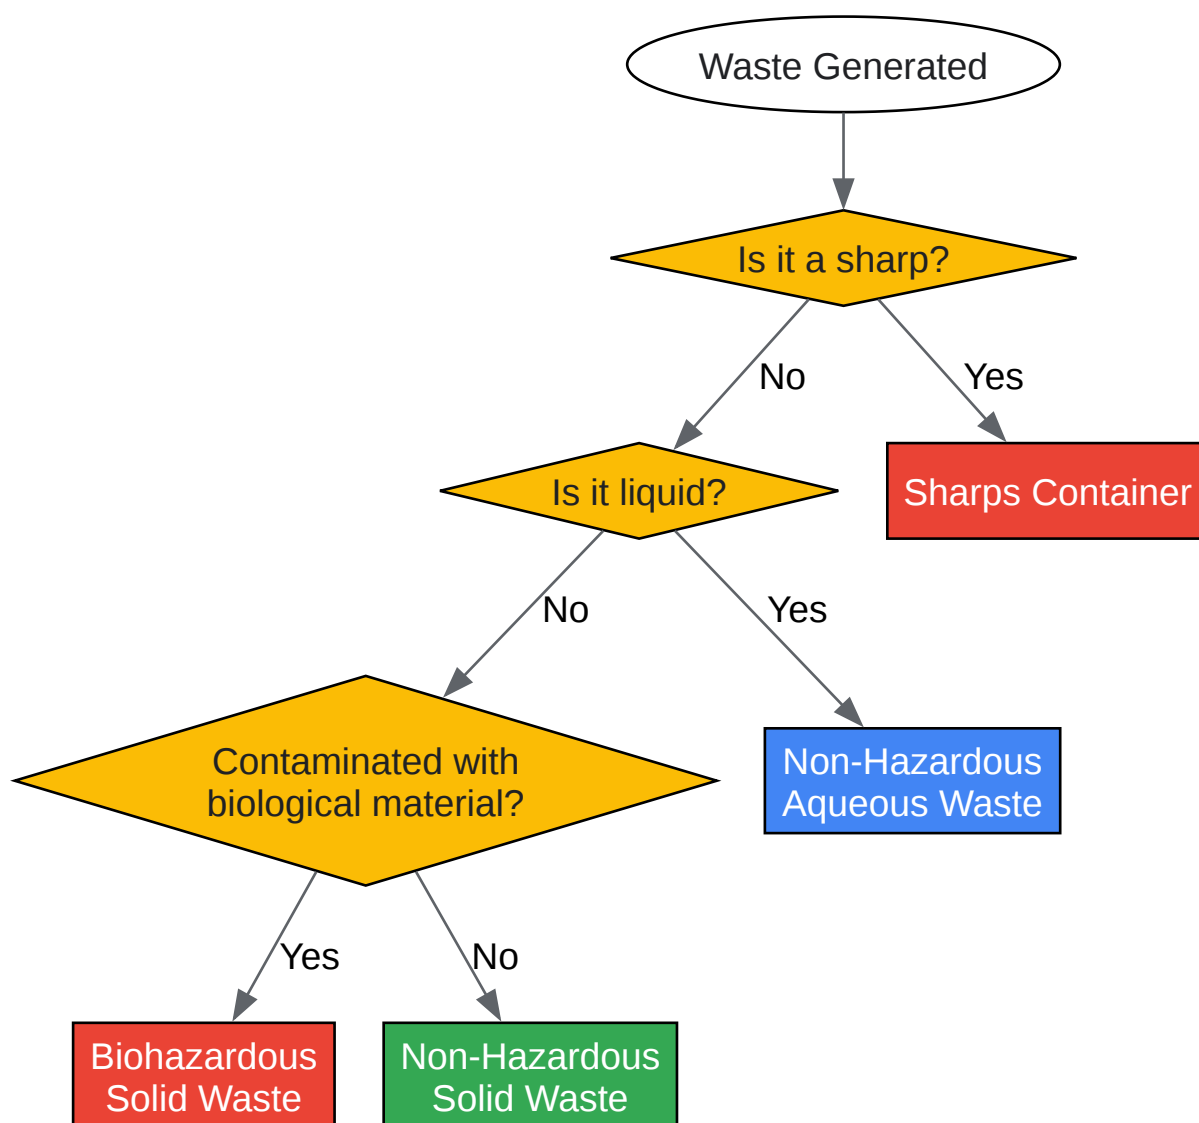 Waste Generated
Is it a sharp?
No
Yes
Is it liquid?
Sharps Container
No
Yes
Contaminated with
biological material?
Non-Hazardous
Aqueous Waste
Yes
No
Biohazardous
Solid Waste
Non-Hazardous
Solid Waste